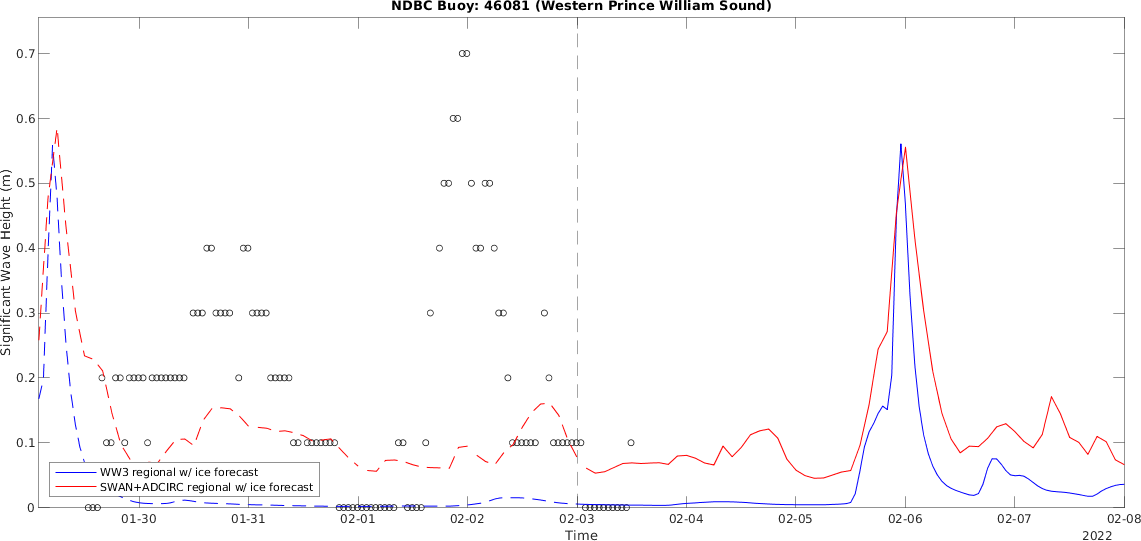 NDBC Buoy: 46081 (Western Prince William Sound)
Significant Wave Height (m)
0.7
0.6
0.5
0.4
0.3
0.2
0.1
0
WW3 regional w/ ice forecast
SWAN+ADCIRC regional w/ ice forecast
01-30 01-31 02-01 02-02 02-03 02-04 02-05 02-06 02-07 02-08
Time
2022